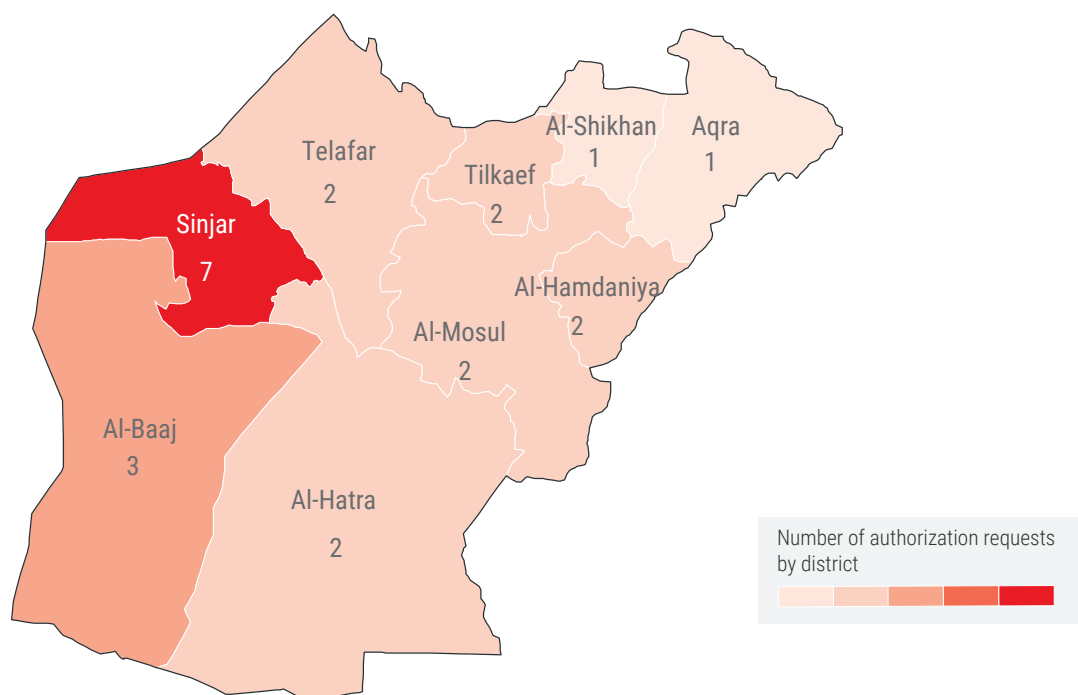 Al-Shikhan
1
Aqra
1
Telafar
2
Tilkaef
2
Sinjar
7
Al-Hamdaniya
2
Al-Mosul
2
Al-Baaj
3
Al-Hatra
2
Number of authorization requests
by district